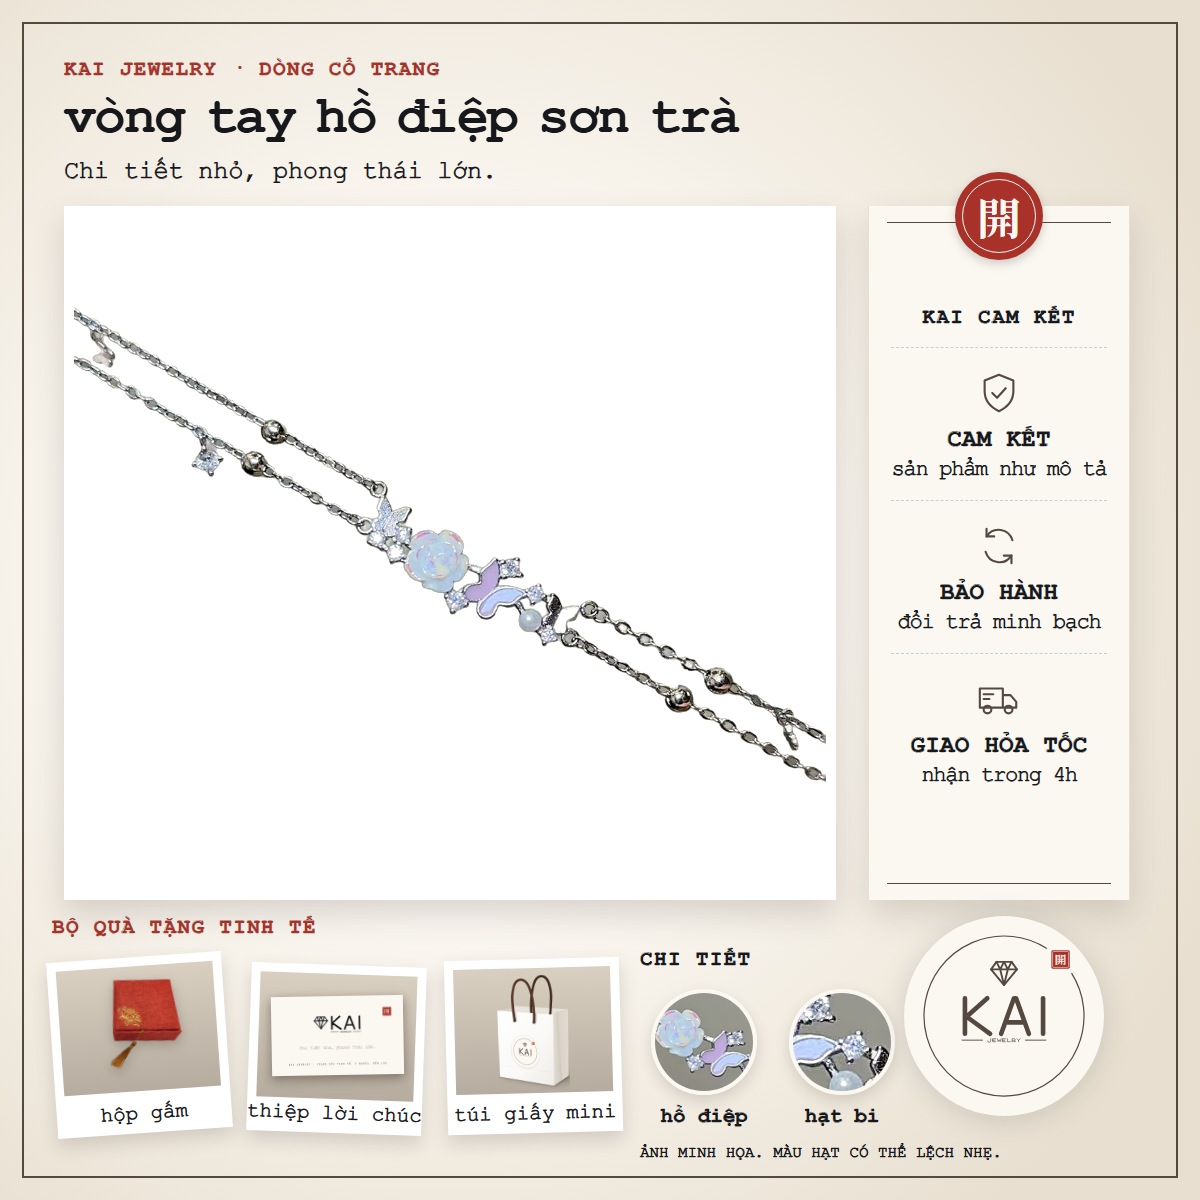 KAI JEWELRY · DÒNG CỔ TRANG
vòng tay hồ điệp sơn trà
Chi tiết nhỏ, phong thái lớn.
開
KAI CAM KẾT
CAM KẾT
sản phẩm như mô tả
BẢO HÀNH
đổi trả minh bạch
GIAO HỎA TỐC
nhận trong 4h
BỘ QUÀ TẶNG TINH TẾ
KAI
開
hộp gấm
thiệp lời chúc
KAI
túi giấy mini
CHI TIẾT
hồ điệp
hạt bi
ẢNH MINH HỌA. MÀU HẠT CÓ THỂ LỆCH NHẸ.
開
KAI
JEWELRY